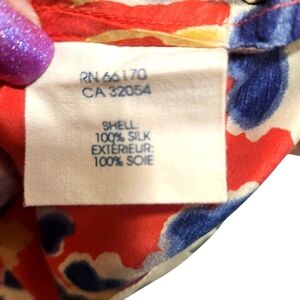 RN 66170
CA 32054
SHELL:
100% SILK
EXTÉRIEUR:
100% SOIE